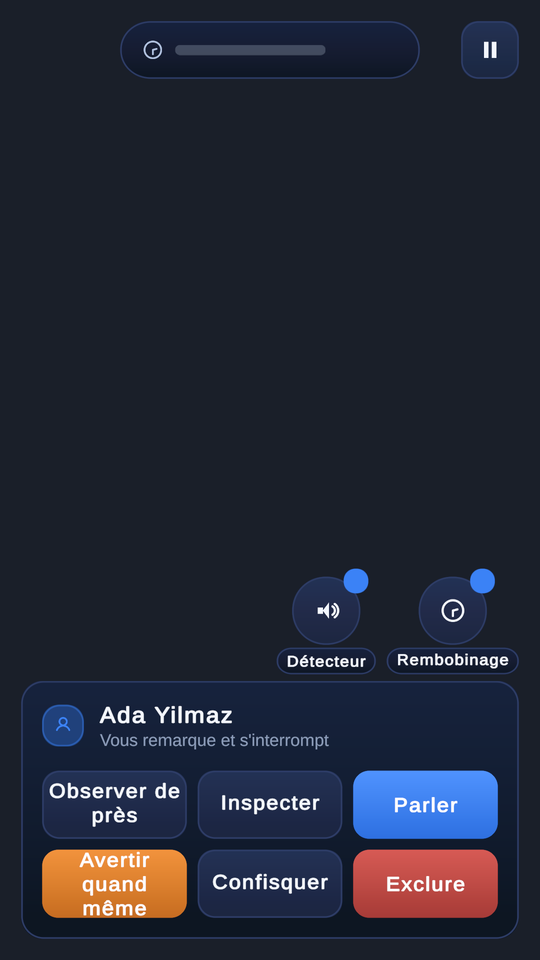 Détecteur
Rembobinage
Ada Yilmaz
Vous remarque et s'interrompt
Observer de
près
Inspecter
Parler
Avertir
quand
même
Confisquer
Exclure